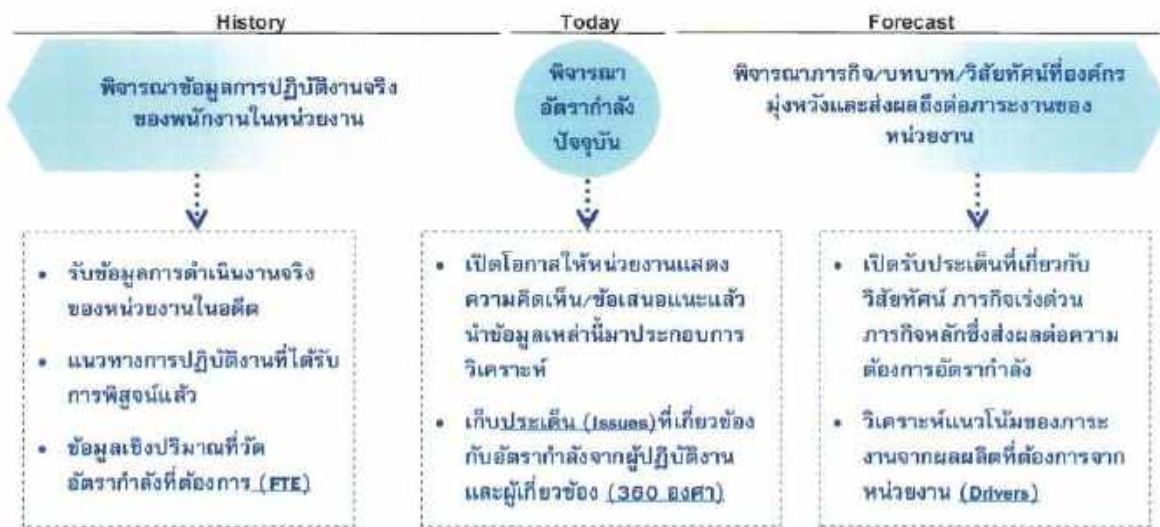 History
Today
Forecast
พิจารณาข้อมูลการปฏิบัติงานจริง
ของพนักงานในหน่วยงาน
พิจารณา
อัตรากำลัง
ปัจจุบัน
พิจารณาภารกิจ/บทบาท/วิสัยทัศน์ที่องค์กร
มุ่งหวังและส่งผลถึงต่อภาระงานของ
หน่วยงาน
• รับข้อมูลการดำเนินงานจริง
ของหน่วยงานในอดีต
• แนวทางการปฏิบัติงานที่ได้รับ
การพิสูจน์แล้ว
• ข้อมูลเชิงปริมาณที่วัด
อัตรากำลังที่ต้องการ (FTE)
• เปิดโอกาสให้หน่วยงานแสดง
ความคิดเห็น/ข้อเสนอแนะแล้ว
นำข้อมูลเหล่านี้มาประกอบการ
วิเคราะห์
• เก็บประเด็น (Issues)ที่เกี่ยวข้อง
กับอัตรากำลังจากผู้ปฏิบัติงาน
และผู้เกี่ยวข้อง (360 องศา)
• เปิดรับประเด็นที่เกี่ยวกับ
วิสัยทัศน์ ภารกิจเร่งด่วน
ภารกิจหลักซึ่งส่งผลต่อความ
ต้องการอัตรากำลัง
• วิเคราะห์แนวโน้มของภาระ
งานจากผลผลิตที่ต้องการจาก
หน่วยงาน (Drivers)